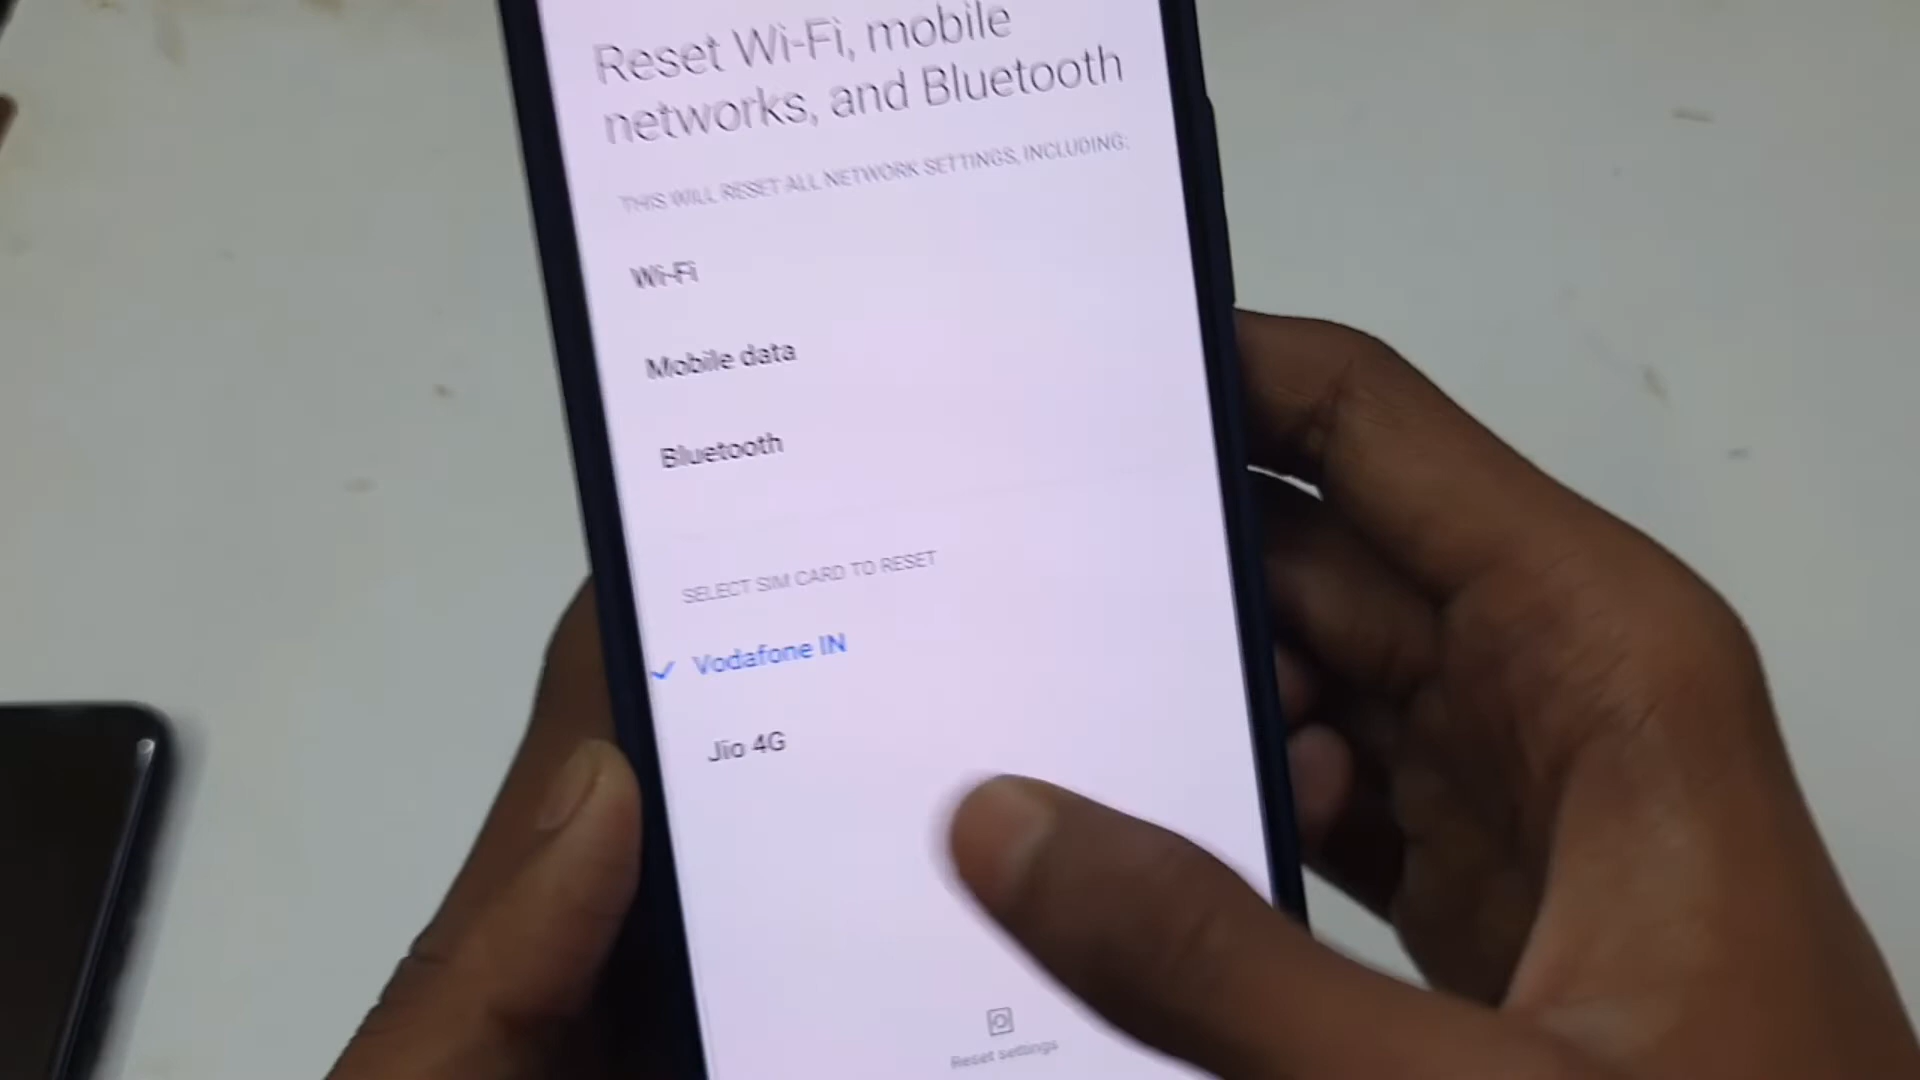 Reset Wi-Fi, mobile
networks, and Bluetooth
THIS WILL RESET ALL NETWORK SETTINGS, INCLUDING:
Wi-Fi
Mobile data
Bluetooth
SELECT SIM CARD TO RESET
Vodafone IN
Jio 4G
Reset settings